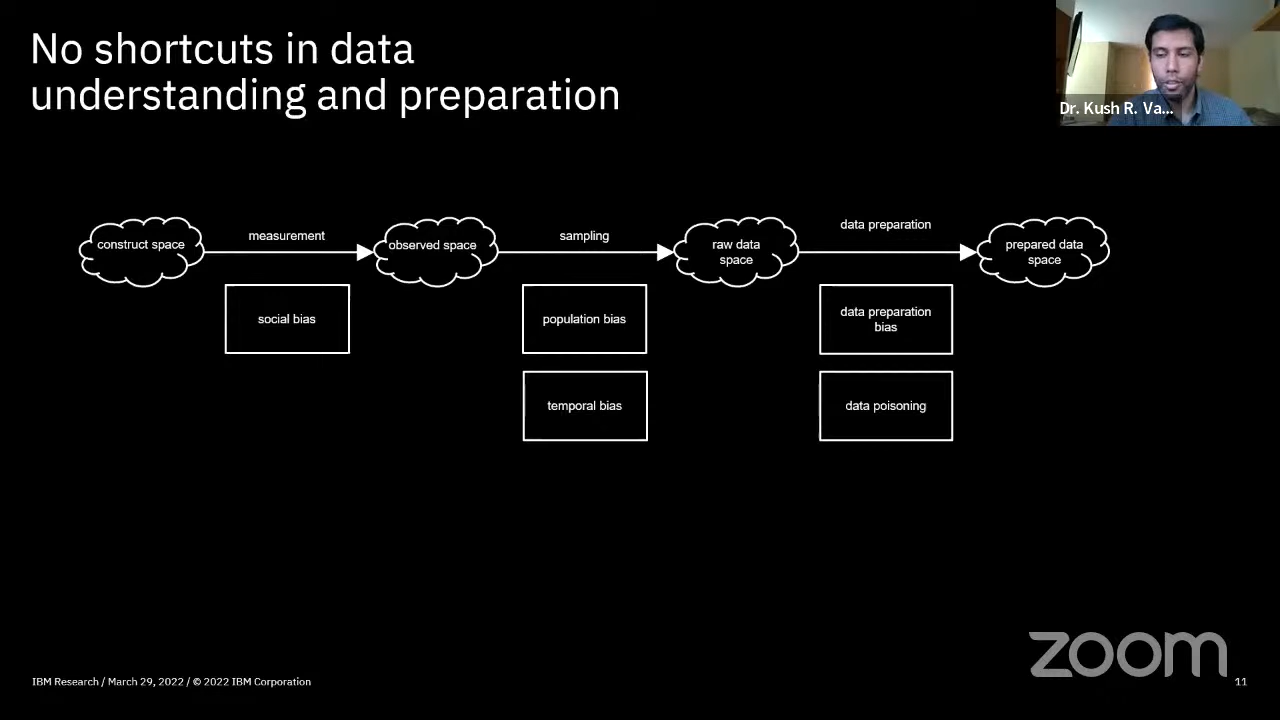 No shortcuts in data
understanding and preparation
Dr. Kush R. Va...
construct space
measurement
observed space
sampling
raw data
space
data preparation
prepared data
space
social bias
population bias
data preparation
bias
temporal bias
data poisoning
zoom
IBM Research / March 29, 2022 / © 2022 IBM Corporation
11